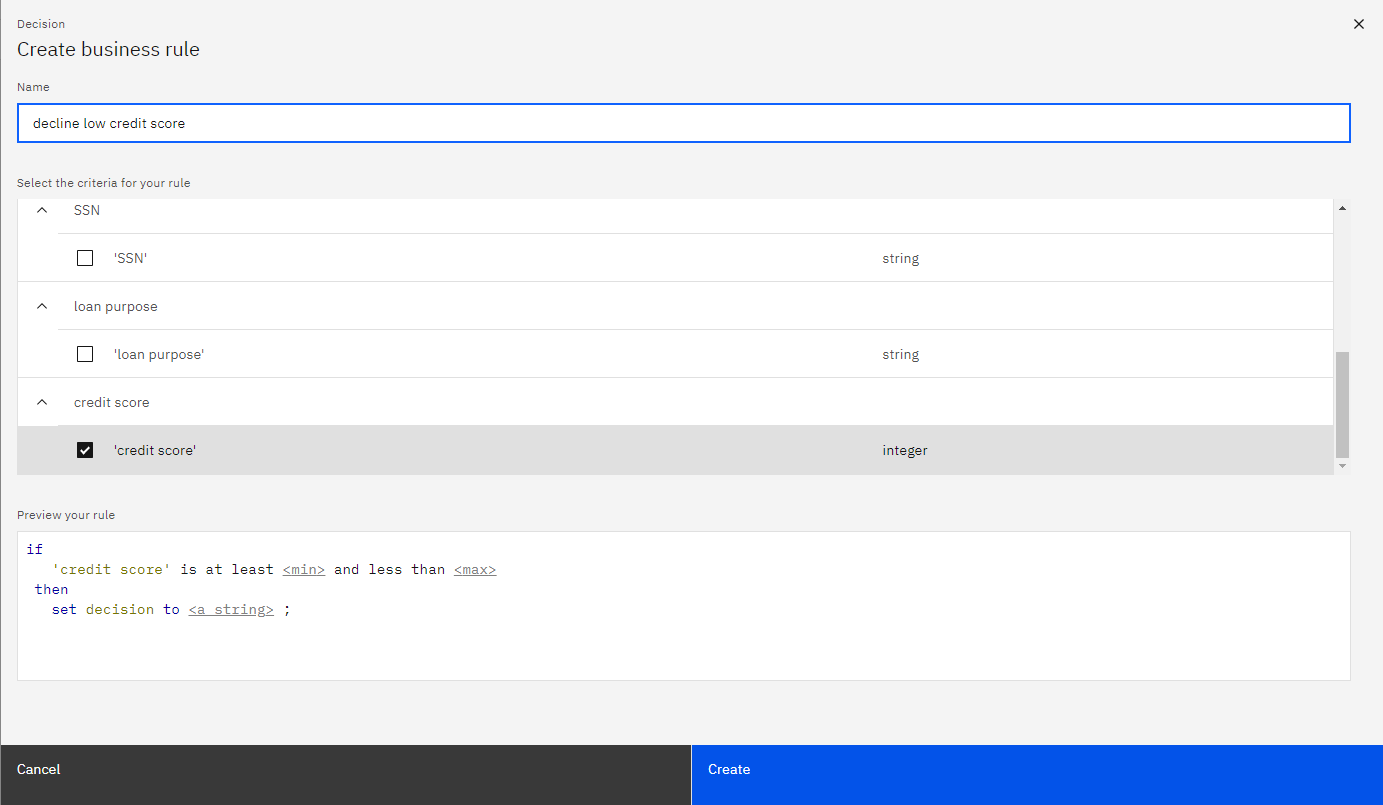 Decision
Create business rule
Name
decline low credit score
Select the criteria for your rule
SSN
'SSN' string
loan purpose
'loan purpose' string
credit score
'credit score' integer
Preview your rule
if
'credit score' is at least <min> and less than <max>
then
set decision to <a string> ;
Cancel Create